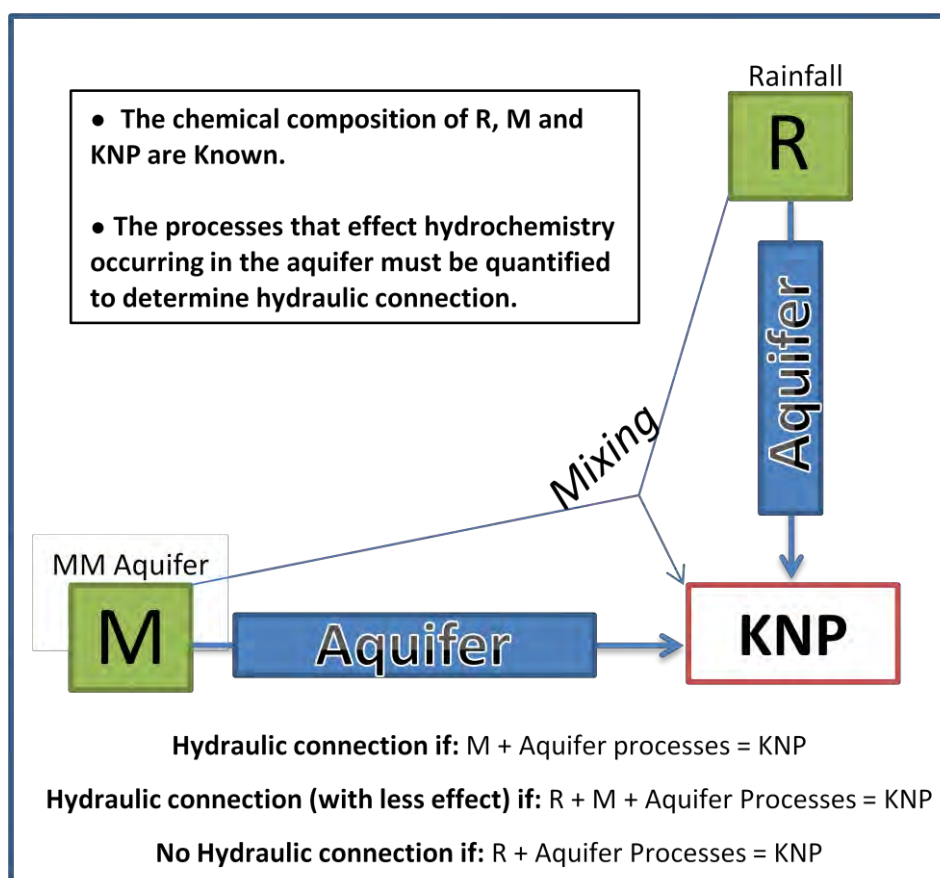 Rainfall
R
● The chemical composition of R, M and
KNP are Known.
● The processes that effect hydrochemistry
occurring in the aquifer must be quantified
to determine hydraulic connection.
Aquifer
Mixing
MM Aquifer
M
Aquifer
KNP
Hydraulic connection if: M + Aquifer processes = KNP
Hydraulic connection (with less effect) if: R + M + Aquifer Processes = KNP
No Hydraulic connection if: R + Aquifer Processes = KNP